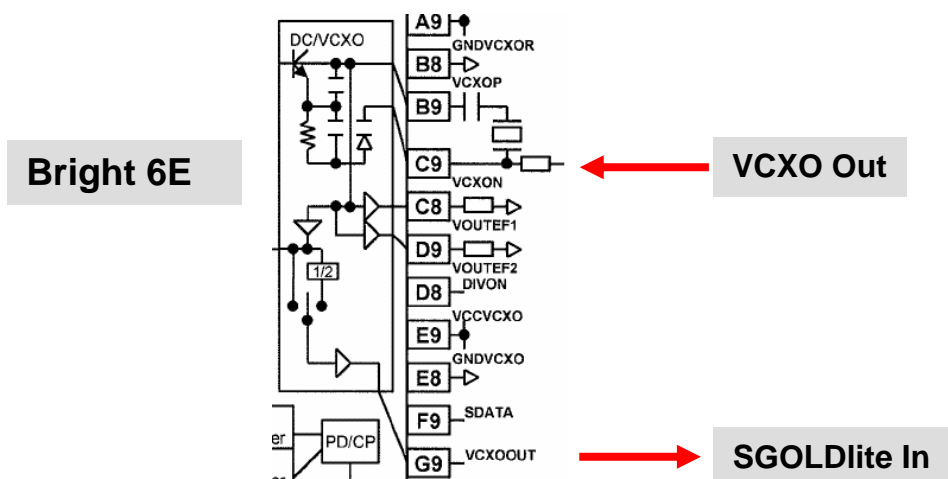 A9
DC/VCXO
GNDVCXOR
B8
VCXOP
B9
Bright 6E
C9
VCXO Out
VCXON
C8
VOUTEF1
D9
VOUTEF2
1/2
D8
DIVON
VCCVCXO
E9
GNDVCXO
E8
F9
SDATA
er
PD/CP
G9
VCXOOUT
SGOLDlite In